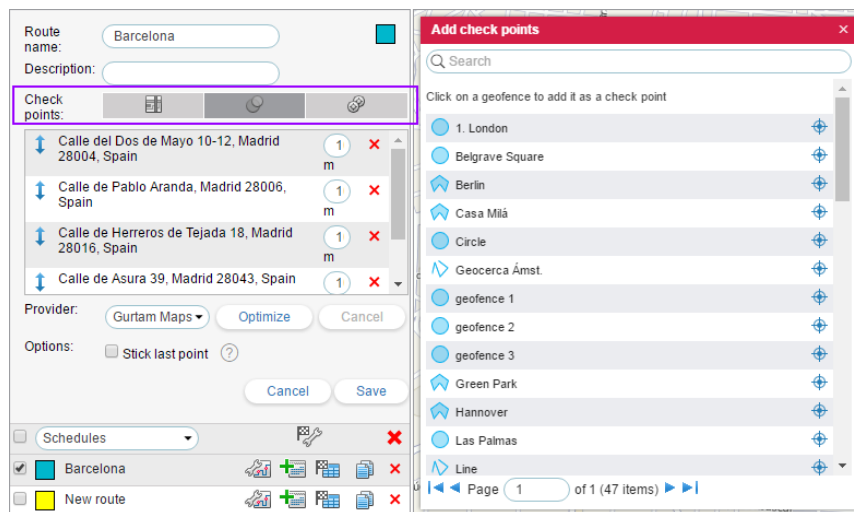 Route name:
Barcelona
Description:
Check points:
Calle del Dos de Mayo 10-12, Madrid
28004, Spain
1
m
Calle de Pablo Aranda, Madrid 28006,
Spain
1
m
Calle de Herreros de Tejada 18, Madrid
28016, Spain
1
m
Calle de Asura 39, Madrid 28043, Spain
1
Provider:
Gurtam Maps
Optimize
Cancel
Options:
Stick last point
?
Cancel
Save
Schedules
Barcelona
New route
Add check points
Search
Click on a geofence to add it as a check point
1. London
Belgrave Square
Berlin
Casa Milá
Circle
Geocerca Ámst.
geofence 1
geofence 2
geofence 3
Green Park
Hannover
Las Palmas
Line
Page 1 of 1 (47 items)